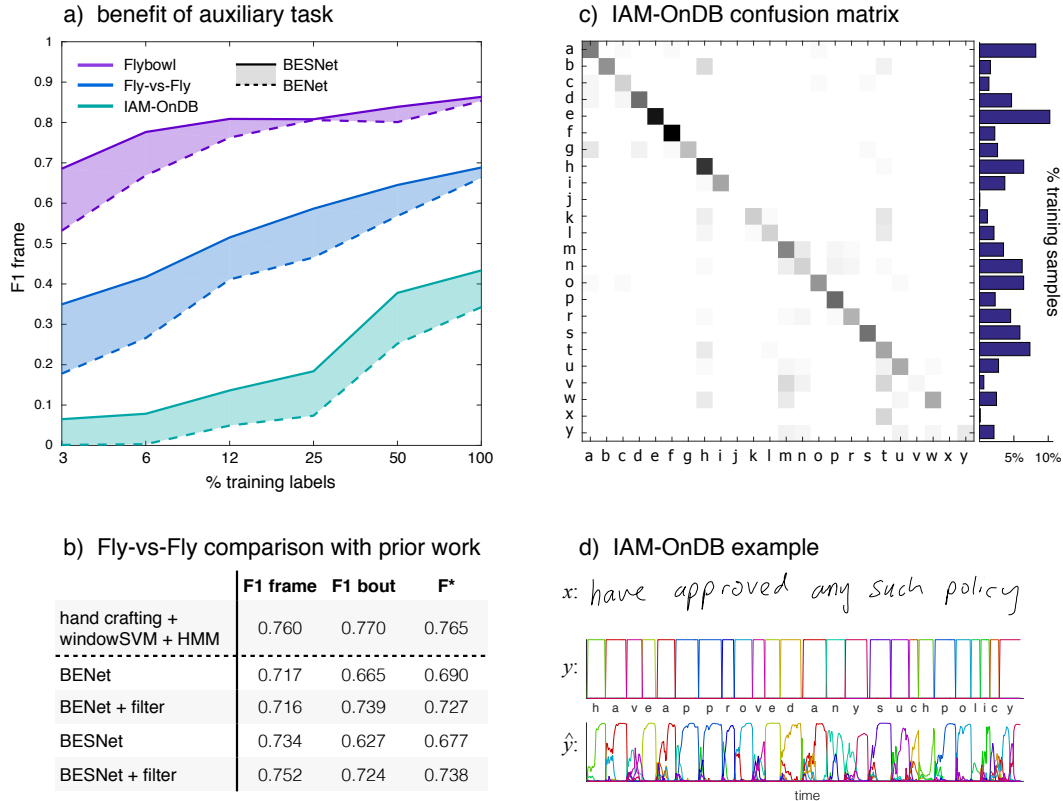 a) benefit of auxiliary task
1
0.9
0.8
0.7
0.6
0.5
0.4
0.3
0.2
0.1
0
F1 frame
Flybowl
Fly-vs-Fly
IAM-OnDB
BESNet
BENet
3 6 12 25 50 100
% training labels
b) Fly-vs-Fly comparison with prior work
F1 frame F1 bout F*
hand crafting +
windowSVM + HMM 0.760 0.770 0.765
BENet 0.717 0.665 0.690
BENet + filter 0.716 0.739 0.727
BESNet 0.734 0.627 0.677
BESNet + filter 0.752 0.724 0.738
c) IAM-OnDB confusion matrix
a
b
c
d
e
f
g
h
i
j
k
l
m
n
o
p
r
s
t
u
v
w
x
y
a b c d e f g h i j k l m n o p r s t u v w x y
5% 10%
% training samples
d) IAM-OnDB example
x: have approved any such policy
y:
h a v e a p p r o v e d a n y s u c h p o l i c y
ŷ:
time